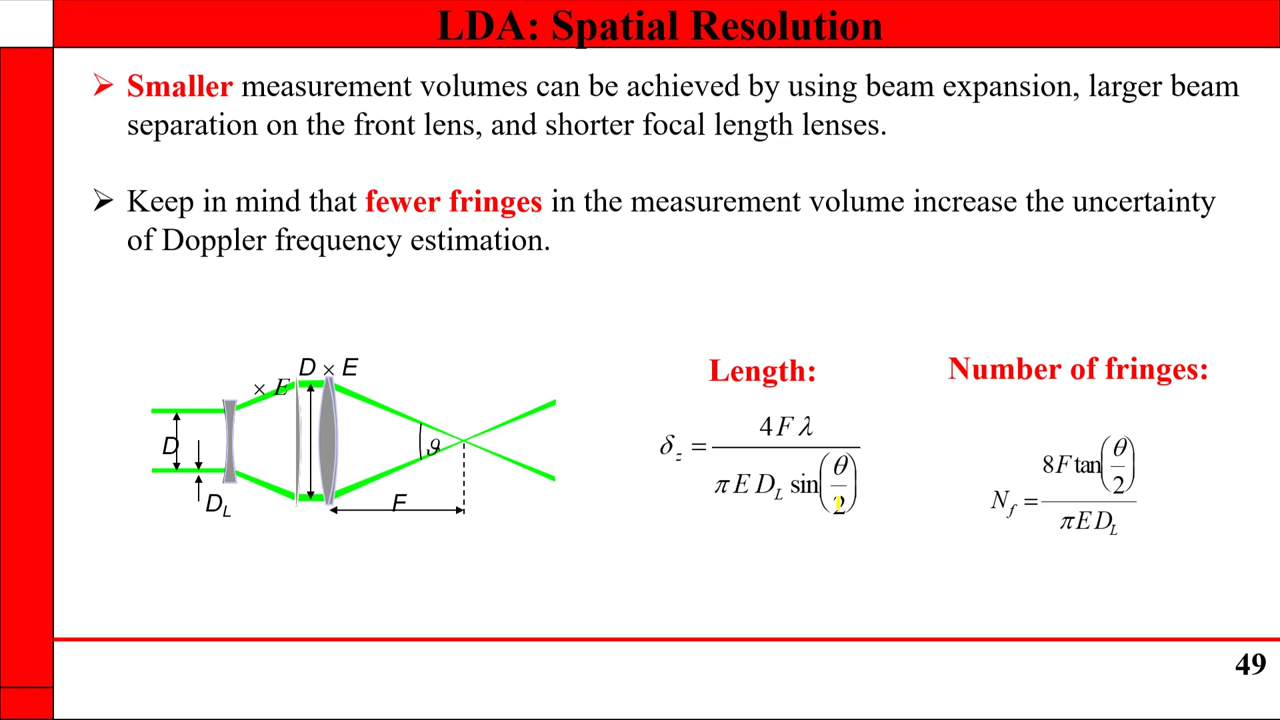 LDA: Spatial Resolution
➢ Smaller measurement volumes can be achieved by using beam expansion, larger beam
separation on the front lens, and shorter focal length lenses.
➢ Keep in mind that fewer fringes in the measurement volume increase the uncertainty
of Doppler frequency estimation.
D × E
× E
D
ϑ
D_L
F
Length:
δ_z = 4Fλ / (π E D_L sin(θ/2))
Number of fringes:
N_f = 8F tan(θ/2) / (π E D_L)
49